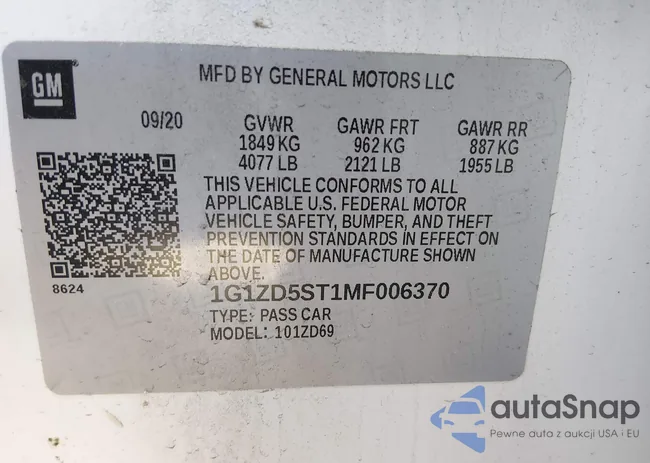 GM
MFD BY GENERAL MOTORS LLC
09/20 GVWR GAWR FRT GAWR RR
1849 KG 962 KG 887 KG
4077 LB 2121 LB 1955 LB
THIS VEHICLE CONFORMS TO ALL
APPLICABLE U.S. FEDERAL MOTOR
VEHICLE SAFETY, BUMPER, AND THEFT
PREVENTION STANDARDS IN EFFECT ON
THE DATE OF MANUFACTURE SHOWN
ABOVE.
8624
1G1ZD5ST1MF006370
TYPE: PASS CAR
MODEL: 101ZD69
autaSnap
Pewne auta z aukcji USA i EU